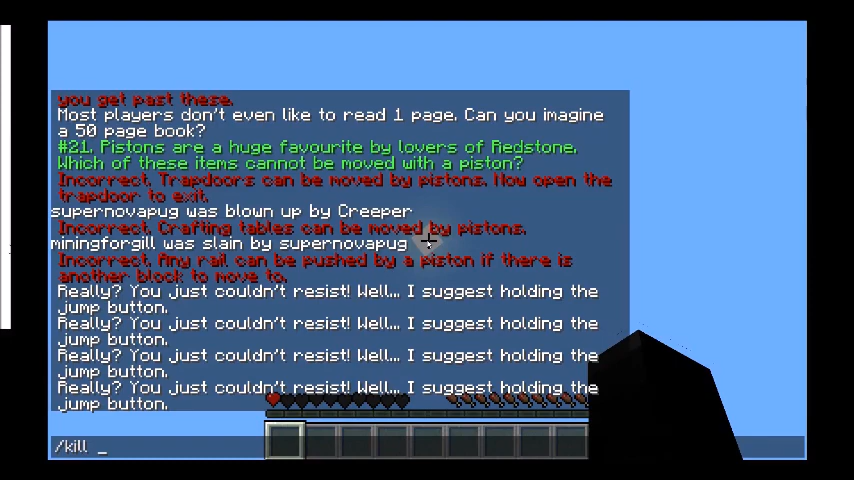 you get past these.
Most players don't even like to read 1 page. Can you imagine
a 50 page book?
#21. Pistons are a huge favourite by lovers of Redstone.
Which of these items cannot be moved with a piston?
Incorrect. Trapdoors can be moved by pistons. Now open the
trapdoor to exit.
supernovapug was blown up by Creeper
Incorrect. Crafting tables can be moved by pistons.
miningforgill was slain by supernovapug
Incorrect. Any rail can be pushed by a piston if there is
another block to move to.
Really? You just couldn't resist! Well... I suggest holding the
jump button.
Really? You just couldn't resist! Well... I suggest holding the
jump button.
Really? You just couldn't resist! Well... I suggest holding the
jump button.
Really? You just couldn't resist! Well... I suggest holding the
jump button.
/kill _